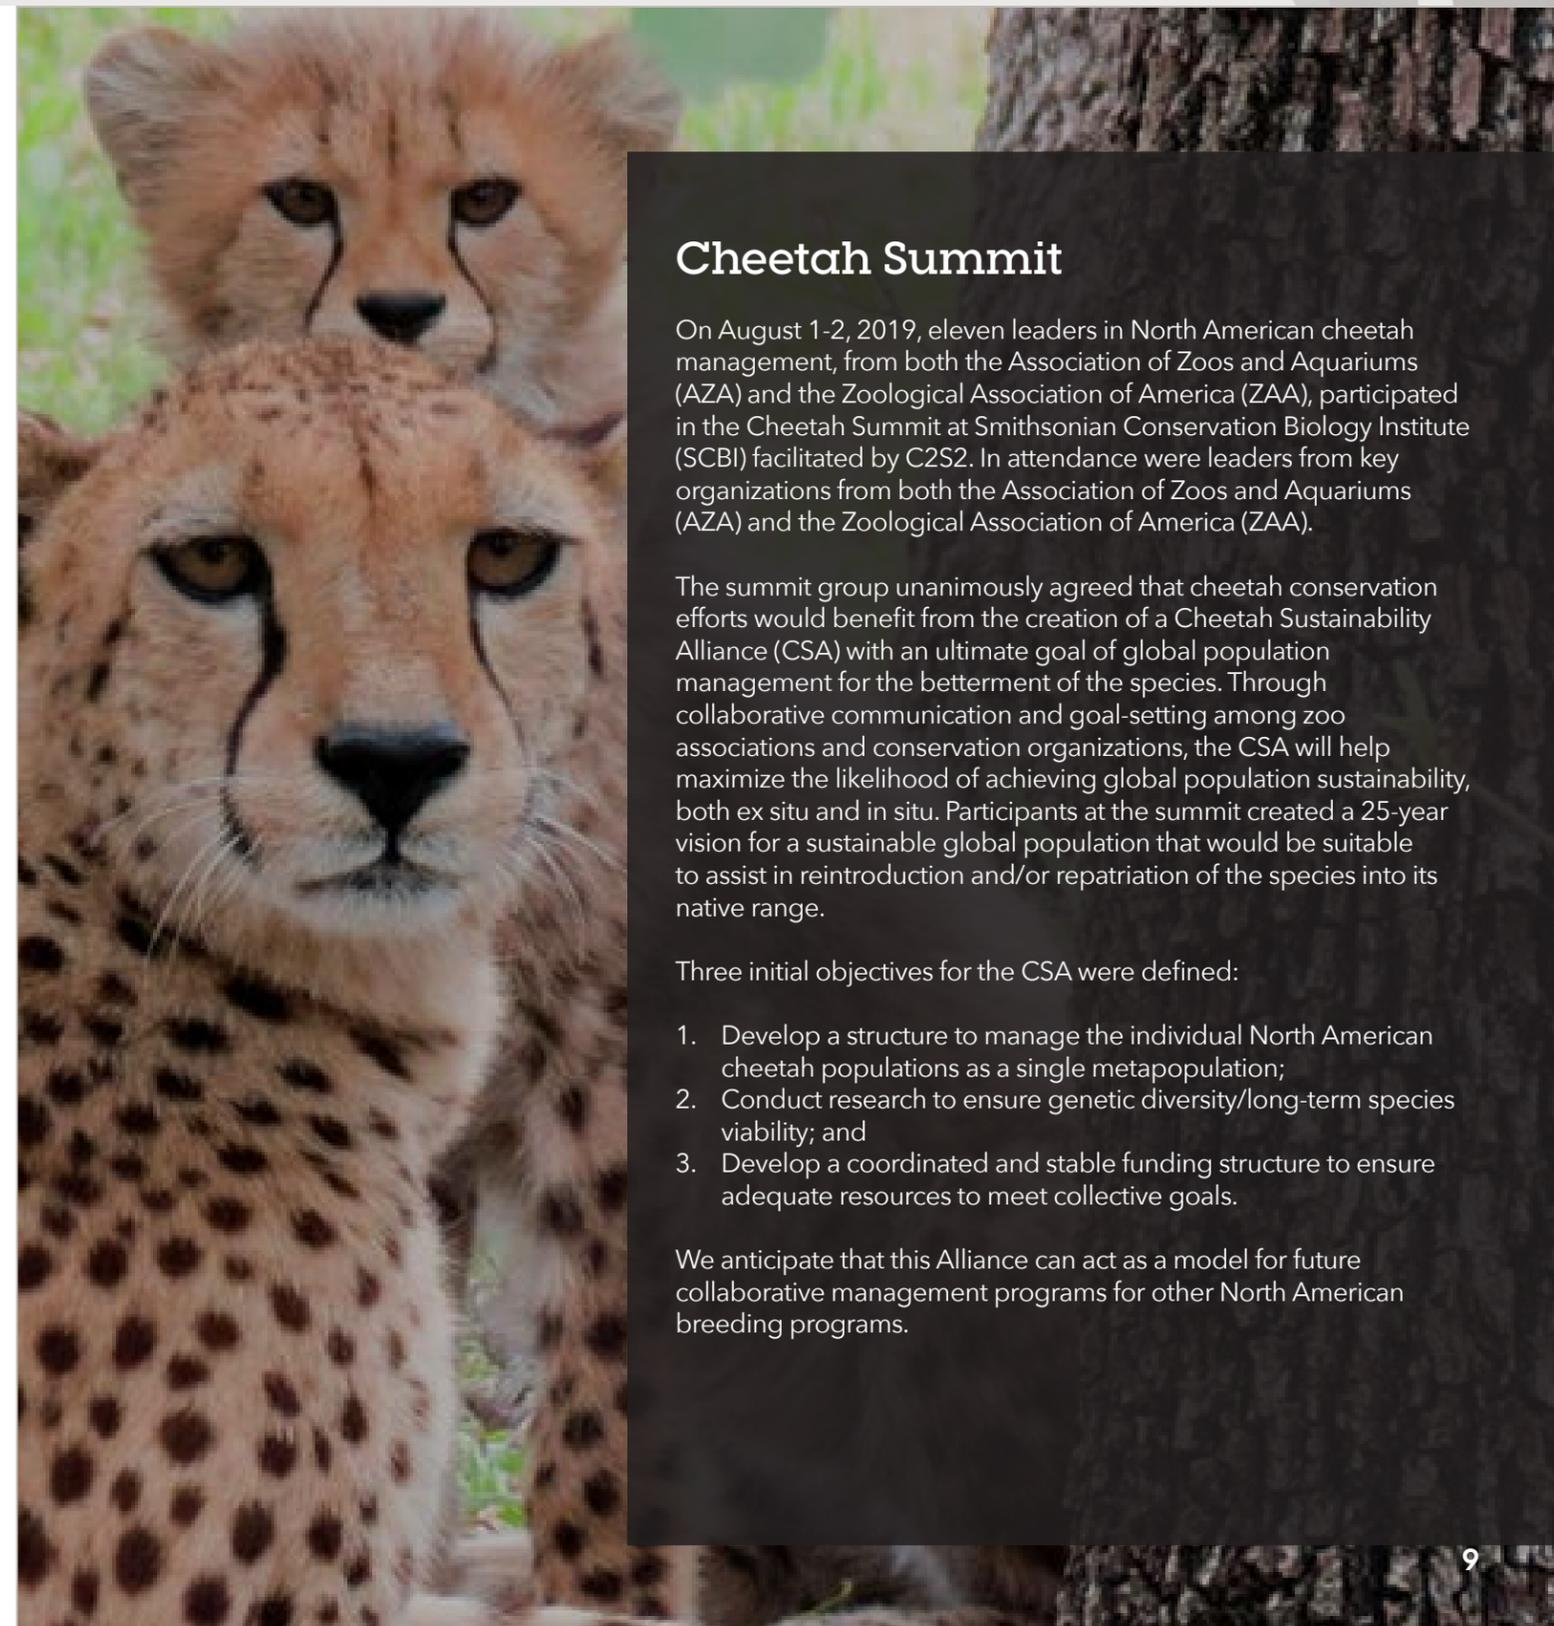 Cheetah Summit
On August 1-2, 2019, eleven leaders in North American cheetah
management, from both the Association of Zoos and Aquariums
(AZA) and the Zoological Association of America (ZAA), participated
in the Cheetah Summit at Smithsonian Conservation Biology Institute
(SCBI) facilitated by C2S2. In attendance were leaders from key
organizations from both the Association of Zoos and Aquariums
(AZA) and the Zoological Association of America (ZAA).
The summit group unanimously agreed that cheetah conservation
efforts would benefit from the creation of a Cheetah Sustainability
Alliance (CSA) with an ultimate goal of global population
management for the betterment of the species. Through
collaborative communication and goal-setting among zoo
associations and conservation organizations, the CSA will help
maximize the likelihood of achieving global population sustainability,
both ex situ and in situ. Participants at the summit created a 25-year
vision for a sustainable global population that would be suitable
to assist in reintroduction and/or repatriation of the species into its
native range.
Three initial objectives for the CSA were defined:
1. Develop a structure to manage the individual North American
cheetah populations as a single metapopulation;
2. Conduct research to ensure genetic diversity/long-term species
viability; and
3. Develop a coordinated and stable funding structure to ensure
adequate resources to meet collective goals.
We anticipate that this Alliance can act as a model for future
collaborative management programs for other North American
breeding programs.
9